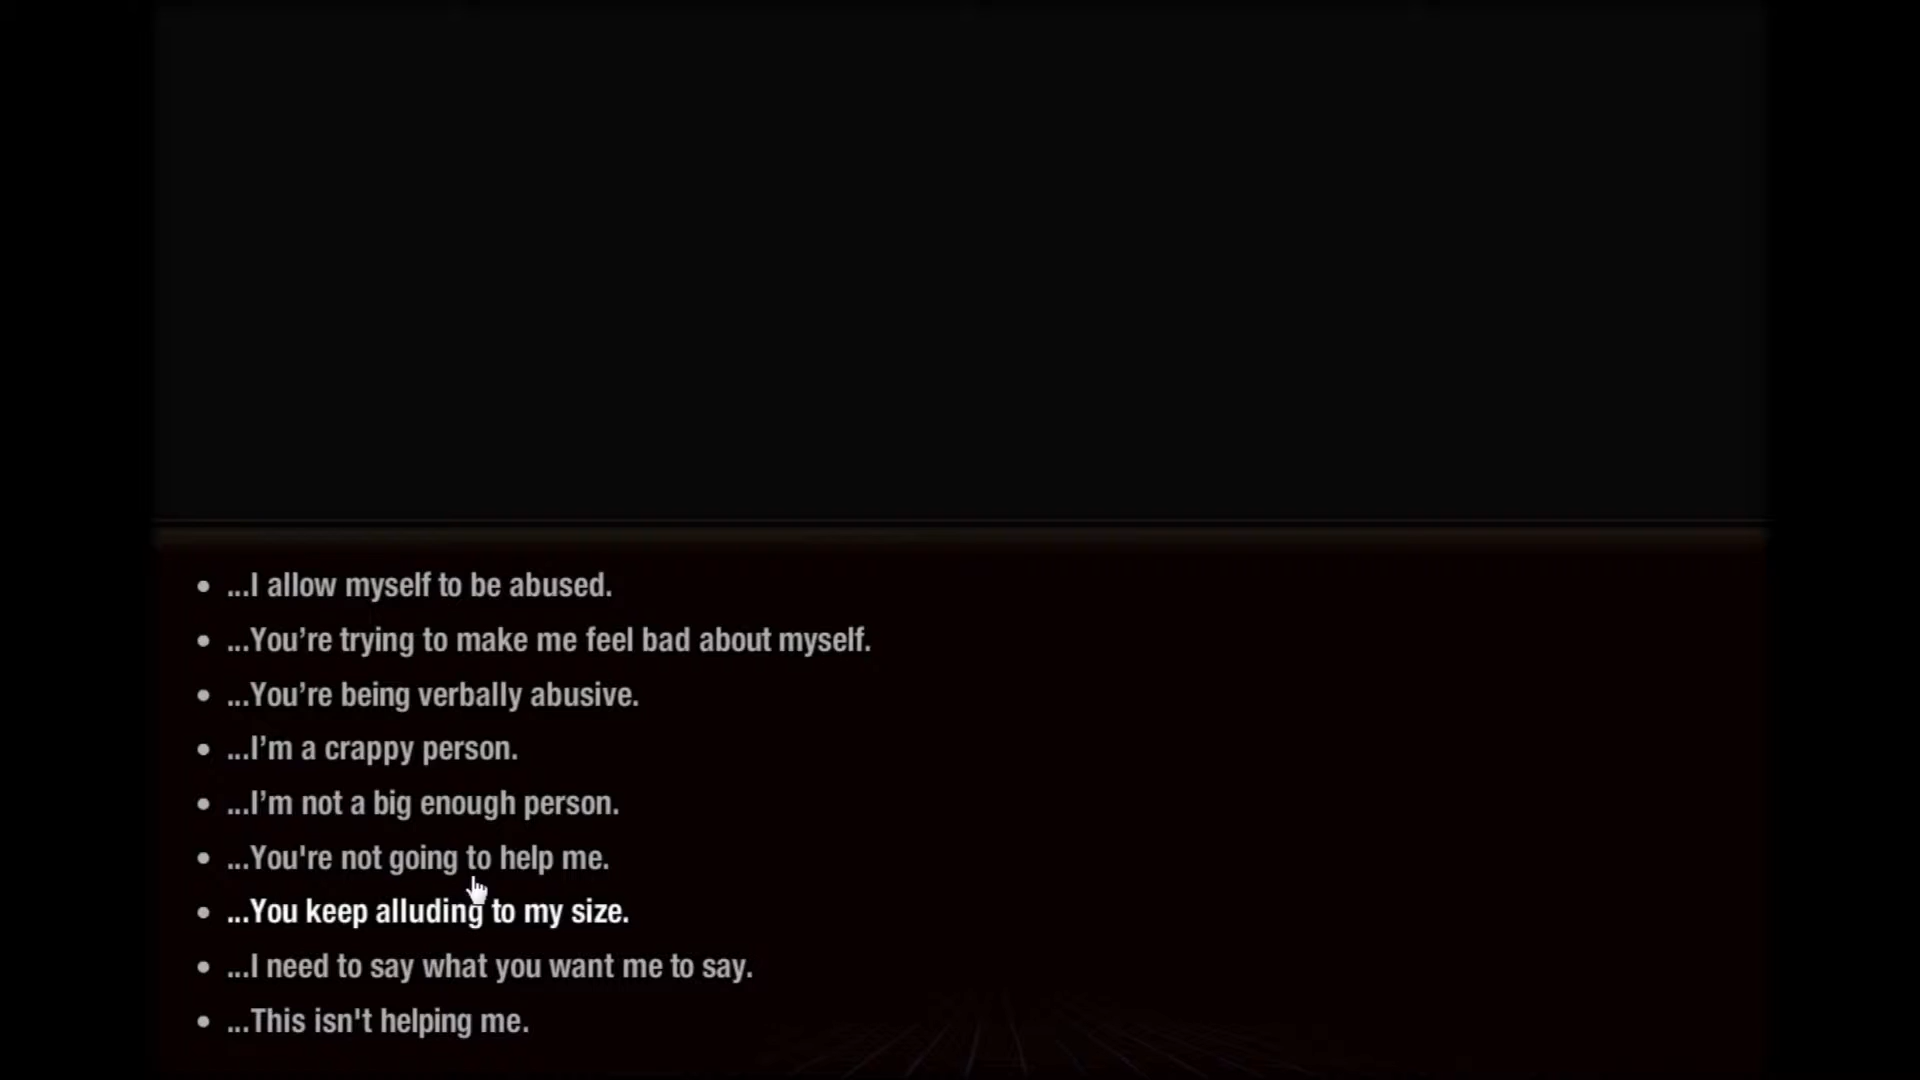 ...I allow myself to be abused.
...You’re trying to make me feel bad about myself.
...You’re being verbally abusive.
...I’m a crappy person.
...I’m not a big enough person.
...You're not going to help me.
...You keep alluding to my size.
...I need to say what you want me to say.
...This isn't helping me.